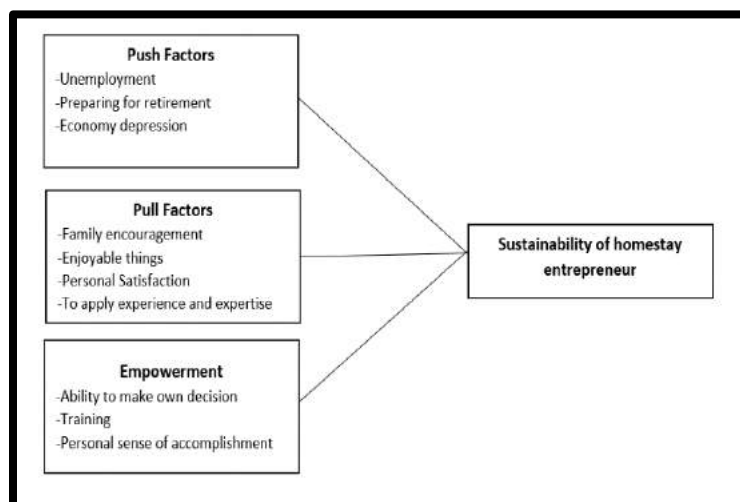 Push Factors
-Unemployment
-Preparing for retirement
-Economy depression
Pull Factors
-Family encouragement
-Enjoyable things
-Personal Satisfaction
-To apply experience and expertise
Empowerment
-Ability to make own decision
-Training
-Personal sense of accomplishment
Sustainability of homestay
entrepreneur